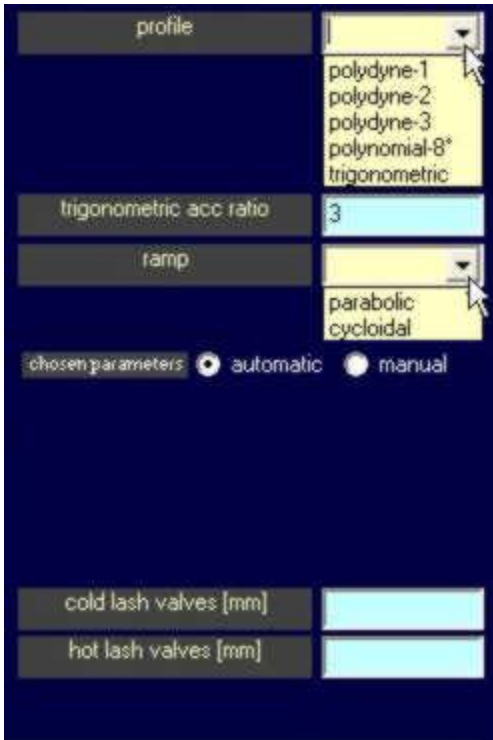 profile
polydyne-1
polydyne-2
polydyne-3
polynomial-8°
trigonometric
trigonometric acc ratio 3
ramp
parabolic
cycloidal
chosen parameters automatic manual
cold lash valves [mm]
hot lash valves [mm]